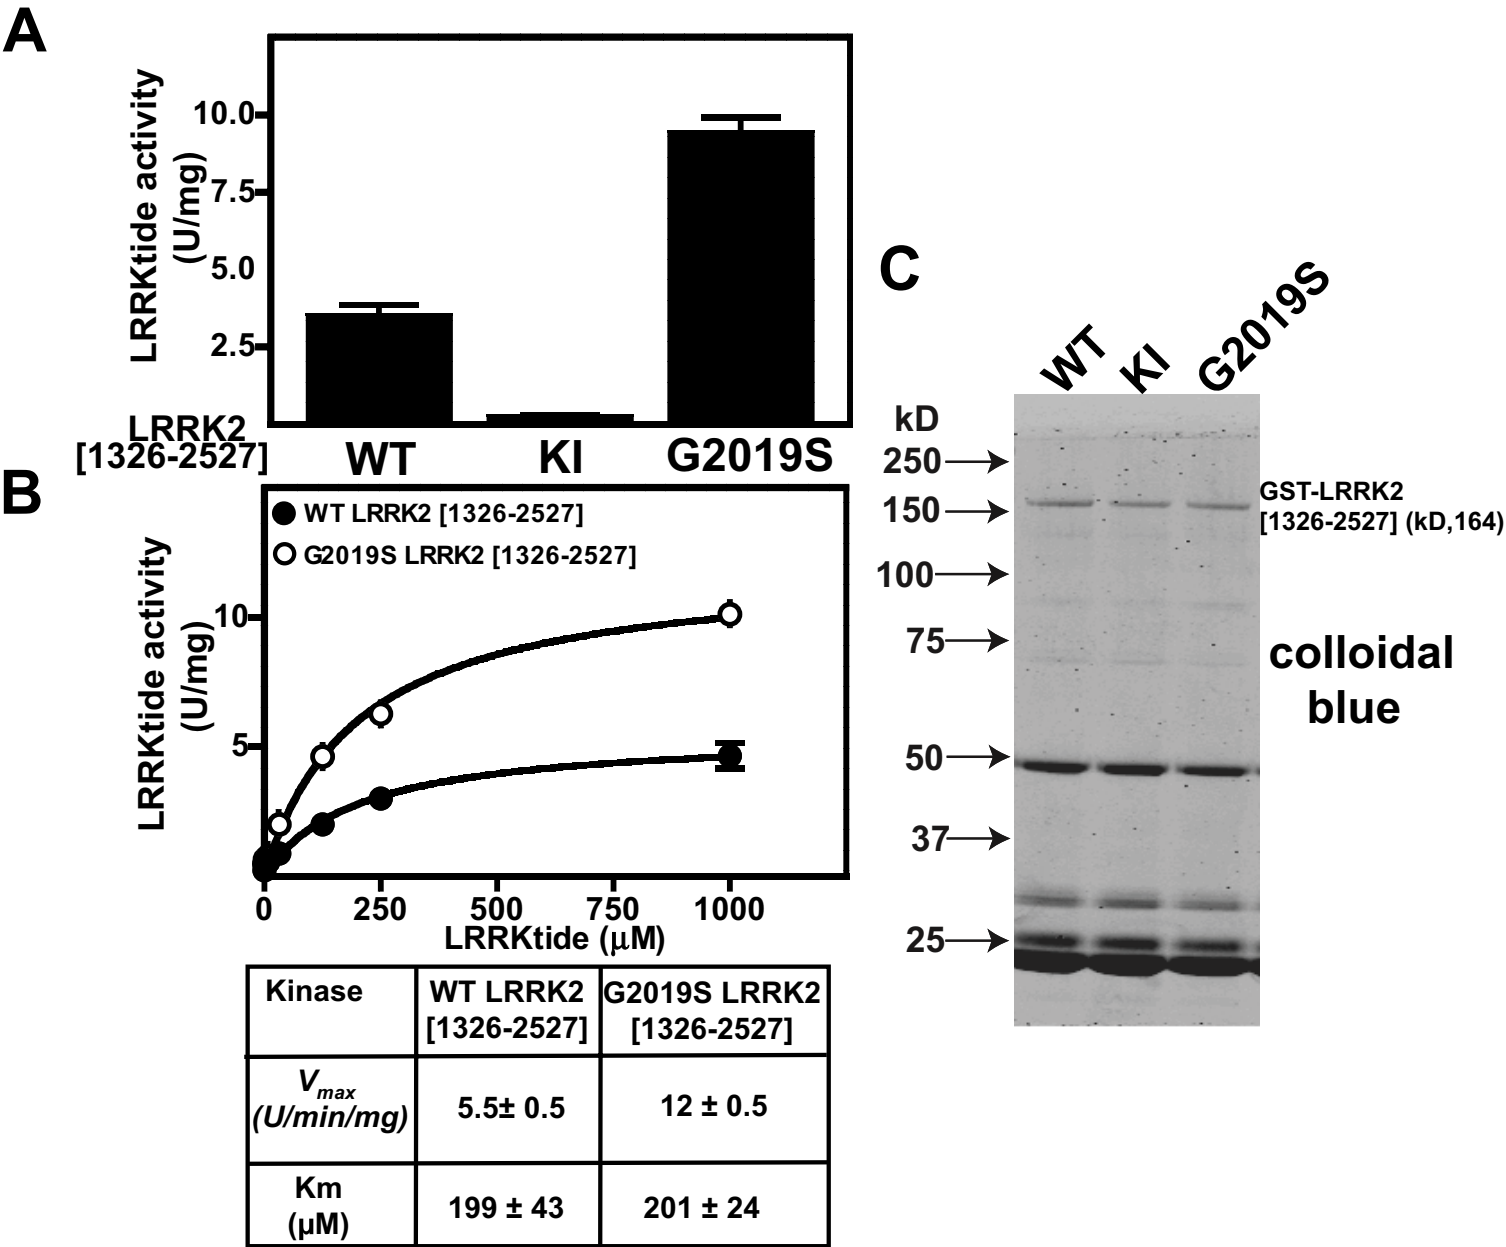 A
LRRKtide activity
(U/mg)
10.0
7.5
5.0
2.5
LRRK2
[1326-2527]
WT
KI
G2019S
B
WT LRRK2 [1326-2527]
G2019S LRRK2 [1326-2527]
LRRKtide activity
(U/mg)
10
5
0
250
500
750
1000
LRRKtide (μM)
Kinase
WT LRRK2
[1326-2527]
G2019S LRRK2
[1326-2527]
Vmax
(U/min/mg)
5.5± 0.5
12 ± 0.5
Km
(µM)
199 ± 43
201 ± 24
C
WT
KI
G2019S
kD
250
150
100
75
50
37
25
GST-LRRK2
[1326-2527] (kD,164)
colloidal
blue